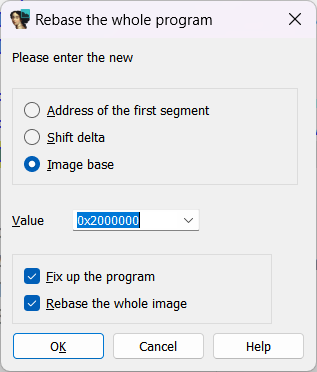 Rebase the whole program
Please enter the new
Address of the first segment
Shift delta
Image base
Value 0x2000000
Fix up the program
Rebase the whole image
OK Cancel Help